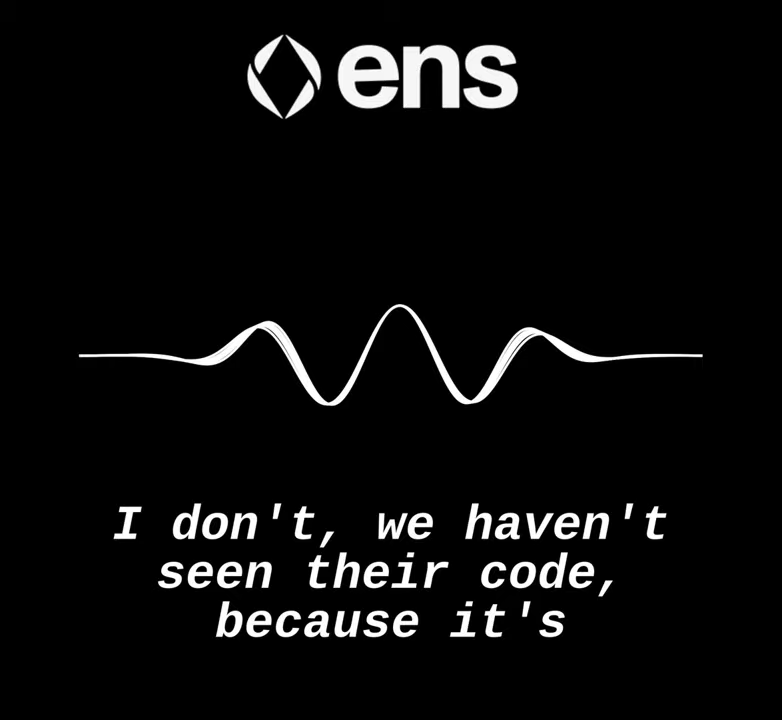 ens
I don't, we haven't
seen their code,
because it's